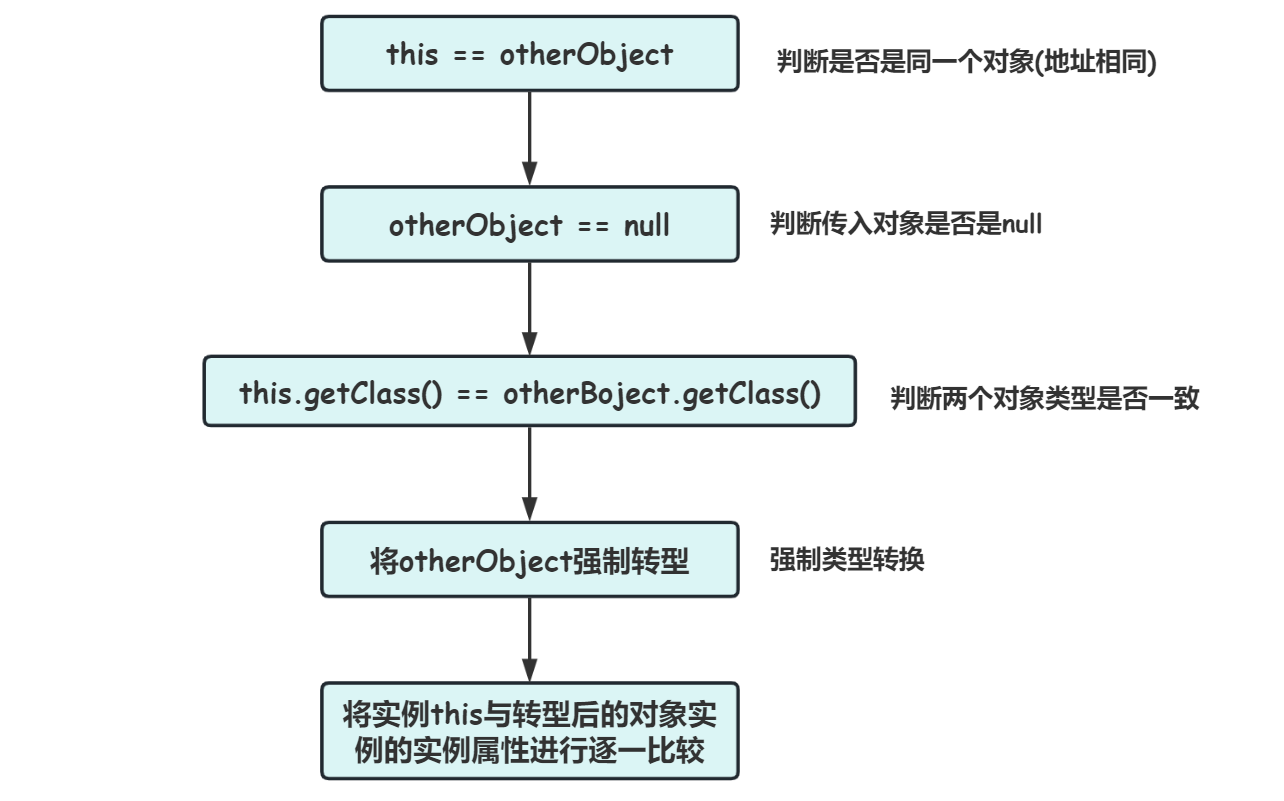 this == otherObject
判断是否是同一个对象(地址相同)
otherObject == null
判断传入对象是否是null
this.getClass() == otherBoject.getClass()
判断两个对象类型是否一致
将otherObject强制转型
强制类型转换
将实例this与转型后的对象实
例的实例属性进行逐一比较